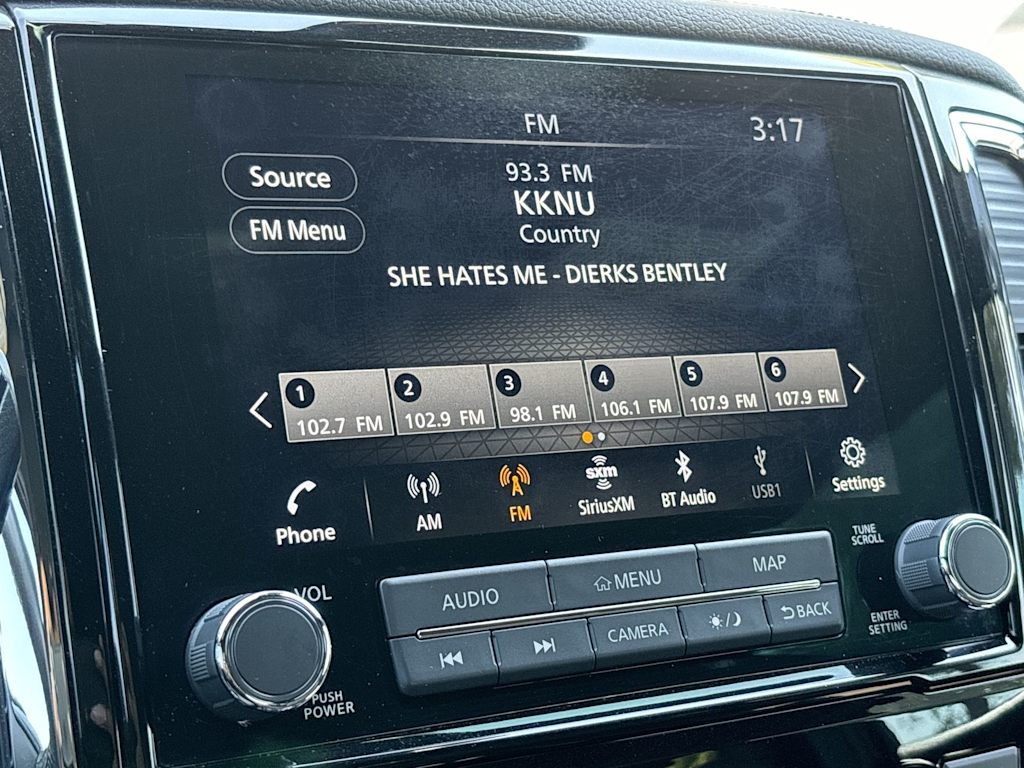 FM
3:17
Source
93.3 FM
KKNU
FM Menu
Country
SHE HATES ME - DIERKS BENTLEY
1
2
3
4
5
6
102.7 FM
102.9 FM
98.1 FM
106.1 FM
107.9 FM
107.9 FM
Phone
AM
FM
sxm
SiriusXM
BT Audio
USB1
Settings
VOL
PUSH
POWER
AUDIO
MENU
MAP
CAMERA
BACK
TUNE
SCROLL
ENTER
SETTING